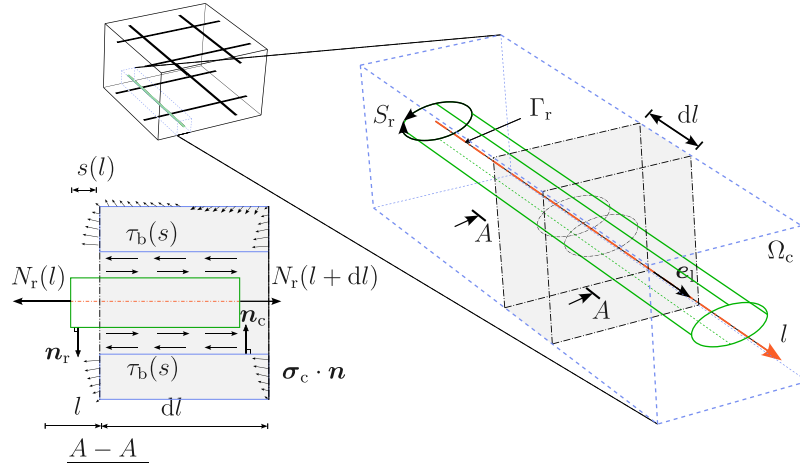 S_r
Γ_r
dl
s(l)
A
Ω_c
τ_b(s)
N_r(l)
N_r(l + dl)
e_l
A
n_c
l
n_r
τ_b(s)
σ_c · n
l
dl
A − A